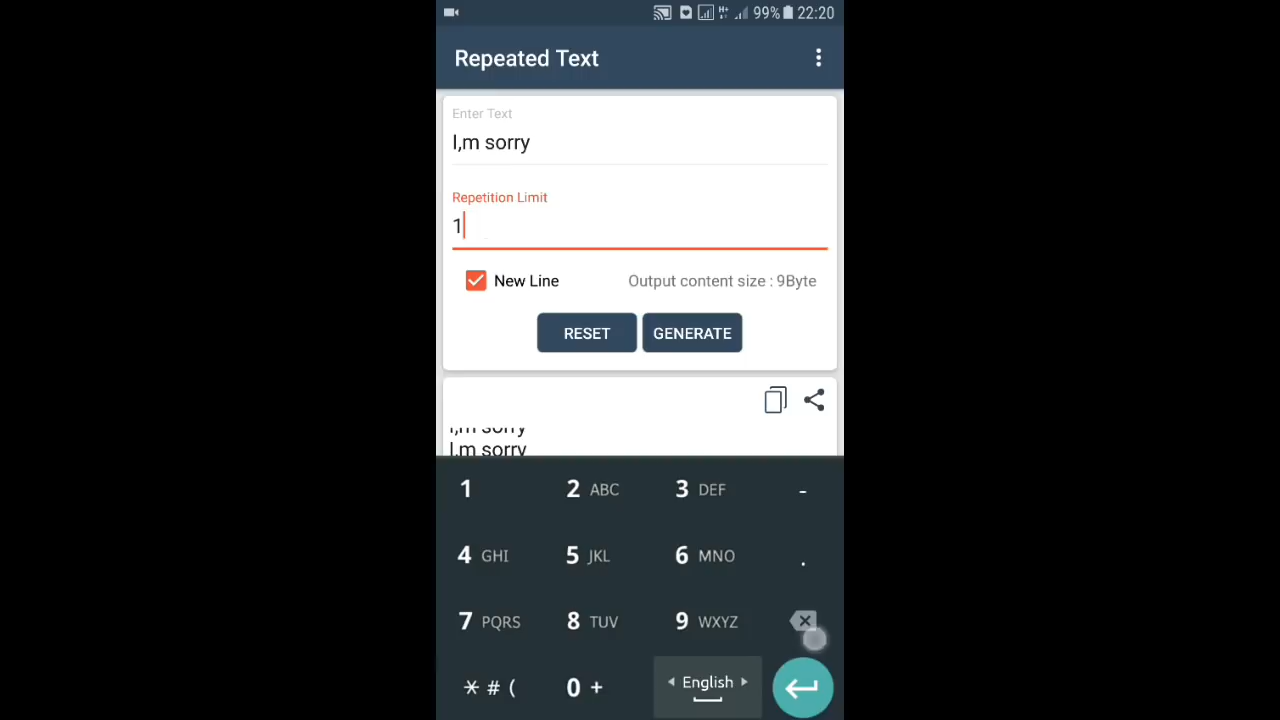 99% 22:20
Repeated Text
Enter Text
I,m sorry
Repetition Limit
1
New Line Output content size : 9Byte
RESET GENERATE
I,m sorry
I,m sorry
1 2 ABC 3 DEF -
4 GHI 5 JKL 6 MNO .
7 PQRS 8 TUV 9 WXYZ
* # ( 0 + English